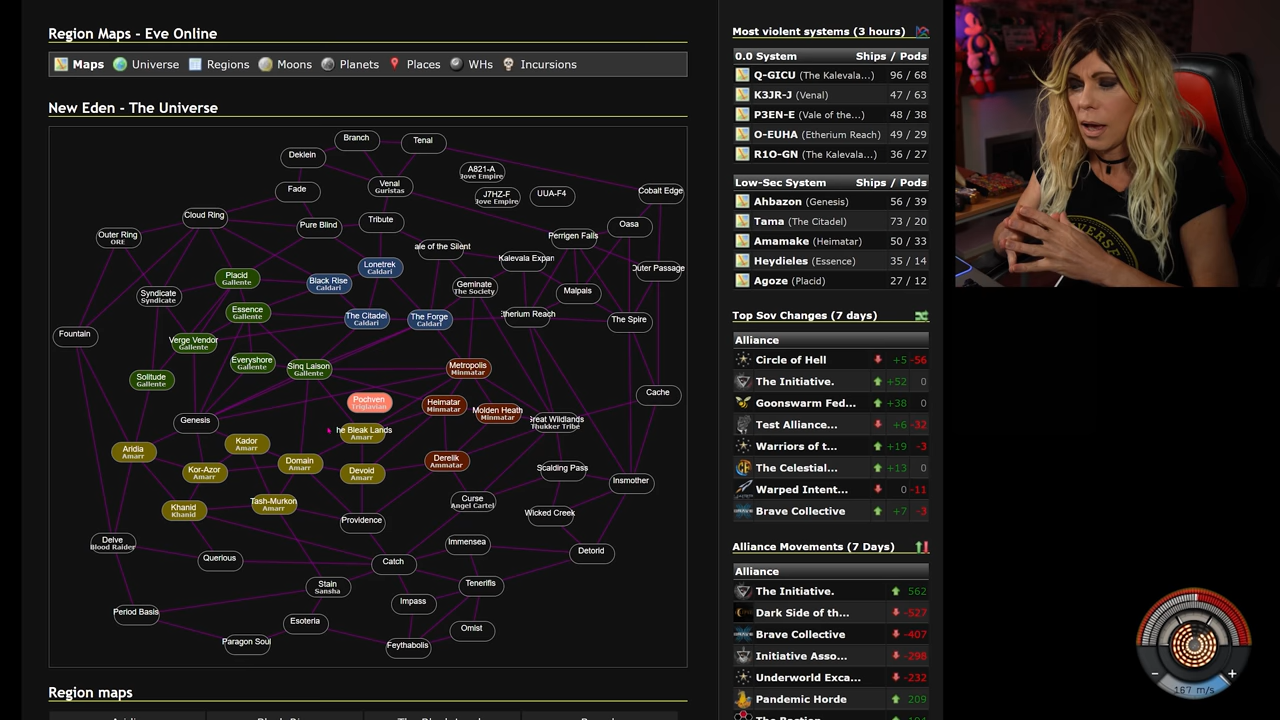 Region Maps - Eve Online
Maps Universe Regions Moons Planets Places WHs Incursions
New Eden - The Universe
Branch
Tenal
Deklein
A821-A
Jove Empire
Venal
Guristas
Fade
J7HZ-F
Jove Empire
UUA-F4
Cobalt Edge
Cloud Ring
Pure Blind
Tribute
Oasa
Outer Ring
ORE
ale of the Silent
Perrigen Falls
Kalevala Expan
Lonetrek
Caldari
Outer Passage
Placid
Gallente
Black Rise
Caldari
Geminate
The Society
Malpais
Syndicate
Syndicate
Essence
Gallente
The Citadel
Caldari
The Forge
Caldari
Etherium Reach
The Spire
Fountain
Verge Vendor
Gallente
Everyshore
Gallente
Sinq Laison
Gallente
Metropolis
Minmatar
Solitude
Gallente
Cache
Pochven
Triglavian
Heimatar
Minmatar
Molden Heath
Minmatar
Genesis
Great Wildlands
Thukker Tribe
he Bleak Lands
Amarr
Aridia
Amarr
Kador
Amarr
Kor-Azor
Amarr
Domain
Amarr
Devoid
Amarr
Derelik
Ammatar
Scalding Pass
Insmother
Khanid
Khanid
Tash-Murkon
Amarr
Curse
Angel Cartel
Providence
Wicked Creek
Delve
Blood Raider
Querious
Catch
Immensea
Detorid
Stain
Sansha
Tenerifis
Period Basis
Impass
Esoteria
Omist
Paragon Soul
Feythabolis
Region maps
Most violent systems (3 hours)
0.0 System Ships / Pods
Q-GICU (The Kalevala...) 96 / 68
K3JR-J (Venal) 47 / 63
P3EN-E (Vale of the...) 48 / 38
O-EUHA (Etherium Reach) 49 / 29
R1O-GN (The Kalevala...) 36 / 27
Low-Sec System Ships / Pods
Ahbazon (Genesis) 56 / 39
Tama (The Citadel) 73 / 20
Amamake (Heimatar) 50 / 33
Heydieles (Essence) 35 / 14
Agoze (Placid) 27 / 12
Top Sov Changes (7 days)
Alliance
Circle of Hell +5 -56
The Initiative. +52 0
Goonswarm Fed... +38 0
Test Alliance... +6 -32
Warriors of t... +19 -3
The Celestial... +13 0
Warped Intent... 0 -11
Brave Collective +7 -3
Alliance Movements (7 Days)
Alliance
The Initiative. 562
Dark Side of th... -527
Brave Collective -407
Initiative Asso... -298
Underworld Exca... -232
Pandemic Horde 209
167 m/s